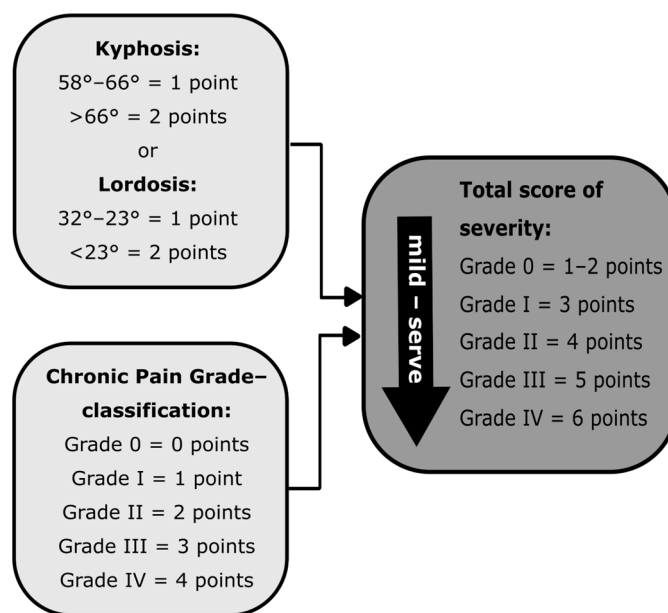 Kyphosis:
58°–66° = 1 point
>66° = 2 points
or
Lordosis:
32°–23° = 1 point
<23° = 2 points
Chronic Pain Grade–
classification:
Grade 0 = 0 points
Grade I = 1 point
Grade II = 2 points
Grade III = 3 points
Grade IV = 4 points
mild – serve
Total score of
severity:
Grade 0 = 1–2 points
Grade I = 3 points
Grade II = 4 points
Grade III = 5 points
Grade IV = 6 points